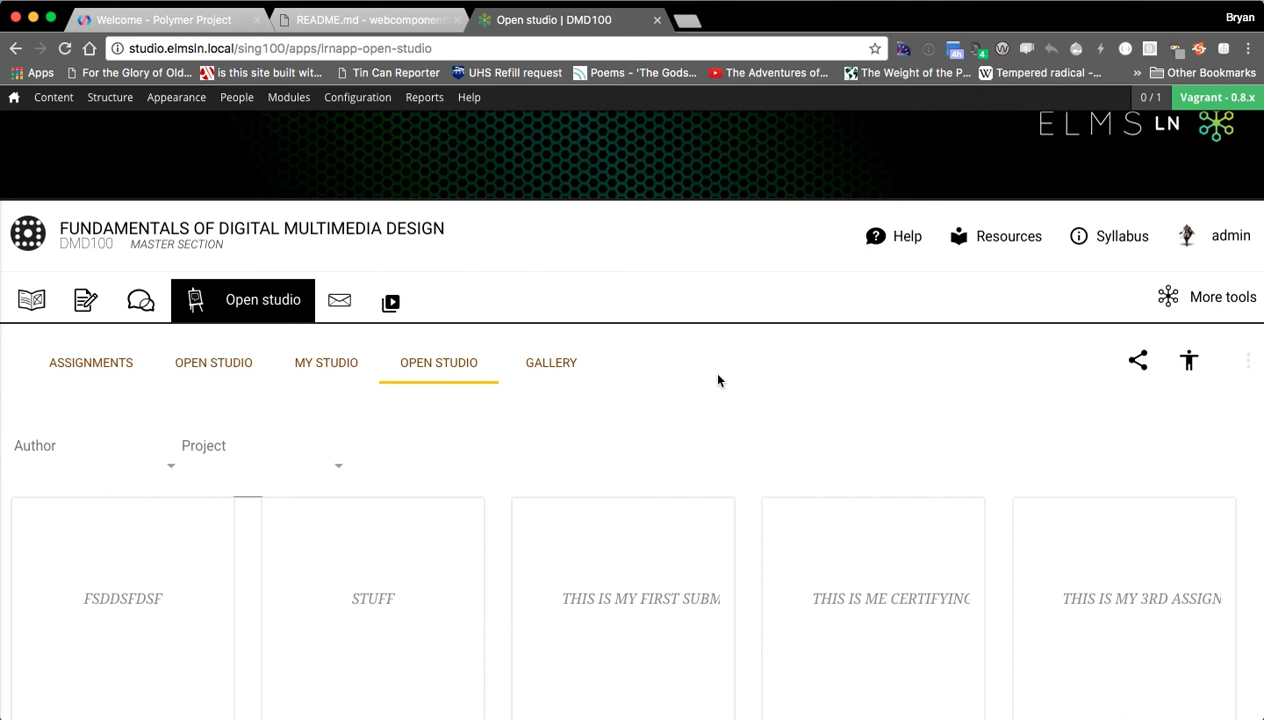 Welcome - Polymer Project
README.md - webcomponent
Open studio | DMD100
Bryan
studio.elmsln.local/sing100/apps/lrnapp-open-studio
4h
4
Apps
For the Glory of Old...
is this site built wit...
Tin Can Reporter
UHS Refill request
Poems - 'The Gods...
The Adventures of...
The Weight of the P...
Tempered radical -...
»
Other Bookmarks
Content
Structure
Appearance
People
Modules
Configuration
Reports
Help
0 / 1
Vagrant - 0.8.x
ELMS LN
FUNDAMENTALS OF DIGITAL MULTIMEDIA DESIGN
DMD100 MASTER SECTION
Help
Resources
Syllabus
admin
Open studio
More tools
ASSIGNMENTS
OPEN STUDIO
MY STUDIO
OPEN STUDIO
GALLERY
Author
Project
FSDDSFDSF
STUFF
THIS IS MY FIRST SUBM
THIS IS ME CERTIFYING
THIS IS MY 3RD ASSIGN